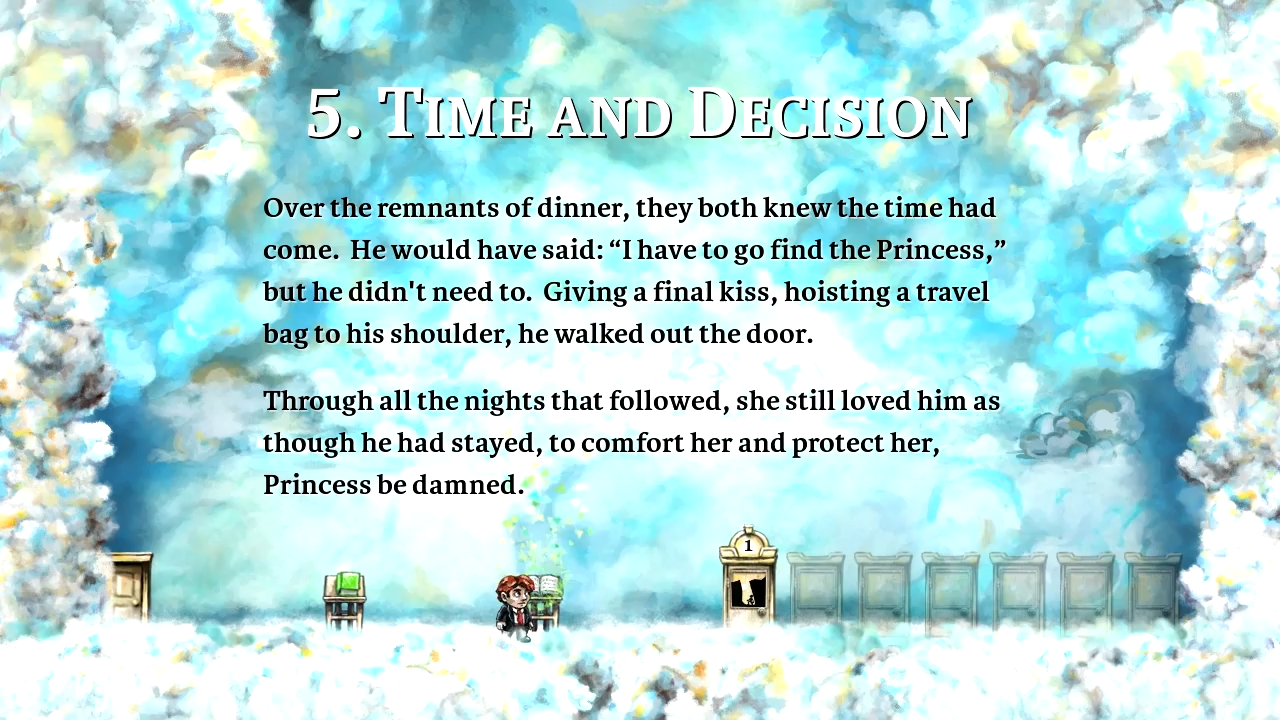 5. Time and Decision
Over the remnants of dinner, they both knew the time had
come.  He would have said: “I have to go find the Princess,”
but he didn't need to.  Giving a final kiss, hoisting a travel
bag to his shoulder, he walked out the door.
Through all the nights that followed, she still loved him as
though he had stayed, to comfort her and protect her,
Princess be damned.
1